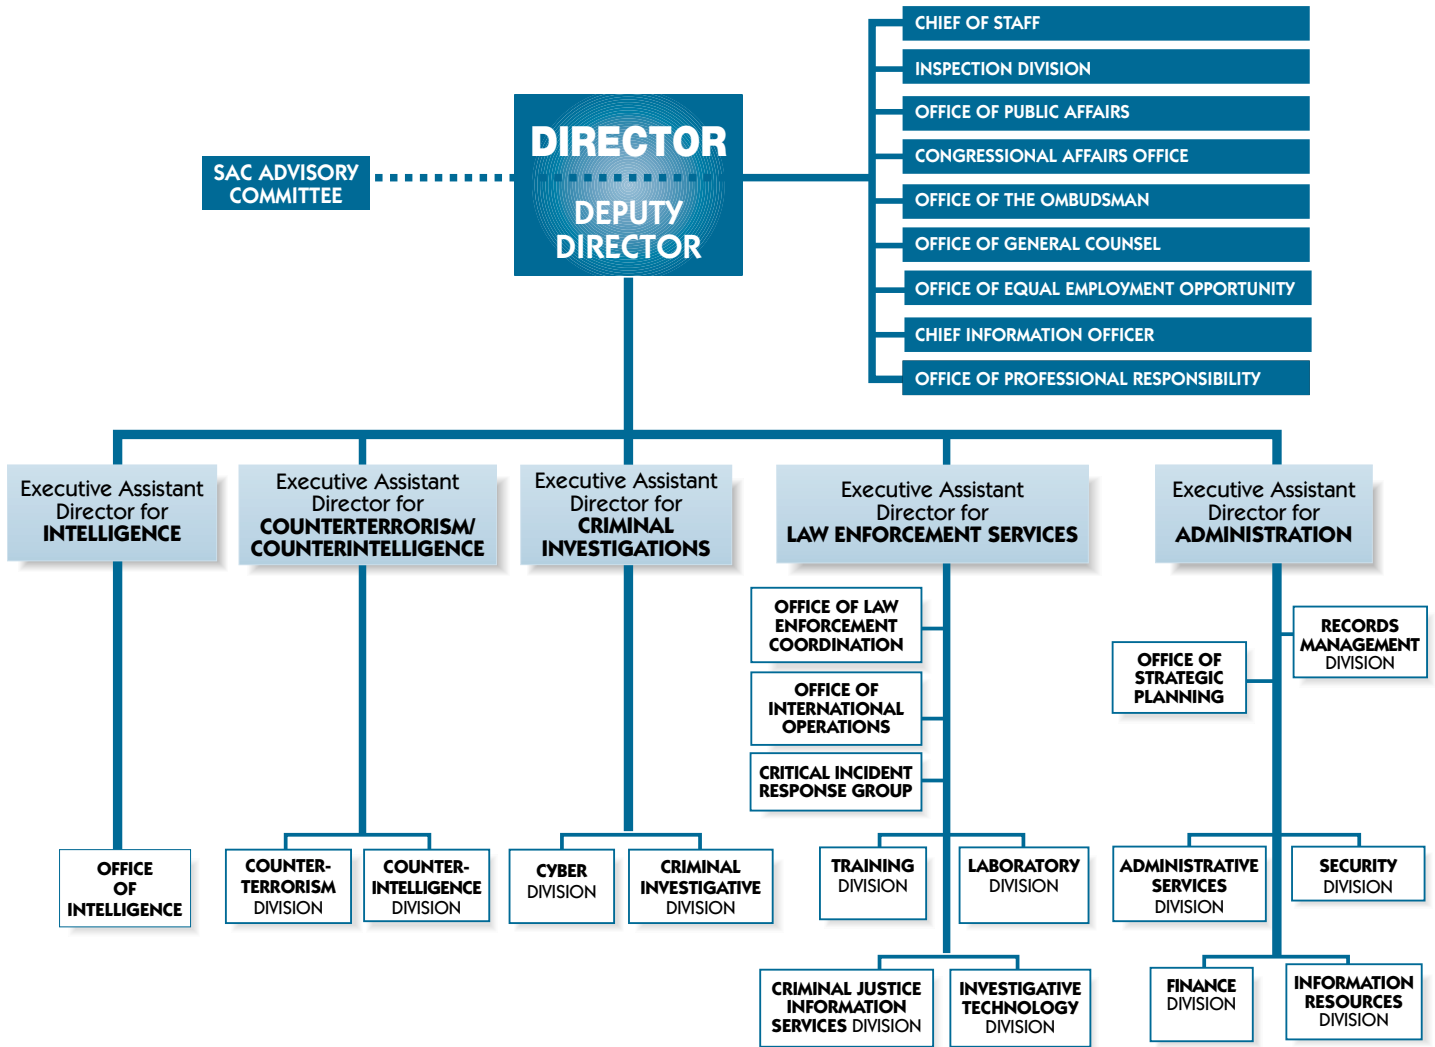 CHIEF OF STAFF
INSPECTION DIVISION
OFFICE OF PUBLIC AFFAIRS
CONGRESSIONAL AFFAIRS OFFICE
OFFICE OF THE OMBUDSMAN
OFFICE OF GENERAL COUNSEL
OFFICE OF EQUAL EMPLOYMENT OPPORTUNITY
CHIEF INFORMATION OFFICER
OFFICE OF PROFESSIONAL RESPONSIBILITY
DIRECTOR
DEPUTY
DIRECTOR
SAC ADVISORY
COMMITTEE
Executive Assistant
Director for
INTELLIGENCE
Executive Assistant
Director for
COUNTERTERRORISM/
COUNTERINTELLIGENCE
Executive Assistant
Director for
CRIMINAL
INVESTIGATIONS
Executive Assistant
Director for
LAW ENFORCEMENT SERVICES
Executive Assistant
Director for
ADMINISTRATION
OFFICE OF LAW
ENFORCEMENT
COORDINATION
OFFICE OF
INTERNATIONAL
OPERATIONS
CRITICAL INCIDENT
RESPONSE GROUP
RECORDS
MANAGEMENT
DIVISION
OFFICE OF
STRATEGIC
PLANNING
OFFICE
OF
INTELLIGENCE
COUNTER-
TERRORISM
DIVISION
COUNTER-
INTELLIGENCE
DIVISION
CYBER
DIVISION
CRIMINAL
INVESTIGATIVE
DIVISION
TRAINING
DIVISION
LABORATORY
DIVISION
ADMINISTRATIVE
SERVICES
DIVISION
SECURITY
DIVISION
CRIMINAL JUSTICE
INFORMATION
SERVICES DIVISION
INVESTIGATIVE
TECHNOLOGY
DIVISION
FINANCE
DIVISION
INFORMATION
RESOURCES
DIVISION